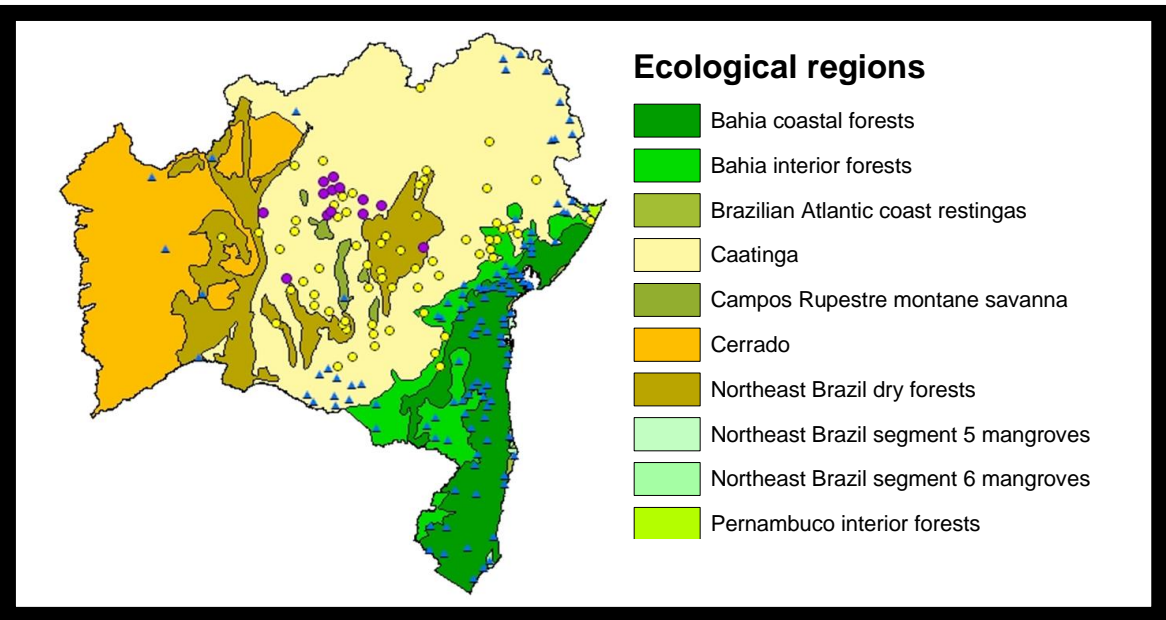 Ecological regions
Bahia coastal forests
Bahia interior forests
Brazilian Atlantic coast restingas
Caatinga
Campos Rupestre montane savanna
Cerrado
Northeast Brazil dry forests
Northeast Brazil segment 5 mangroves
Northeast Brazil segment 6 mangroves
Pernambuco interior forests